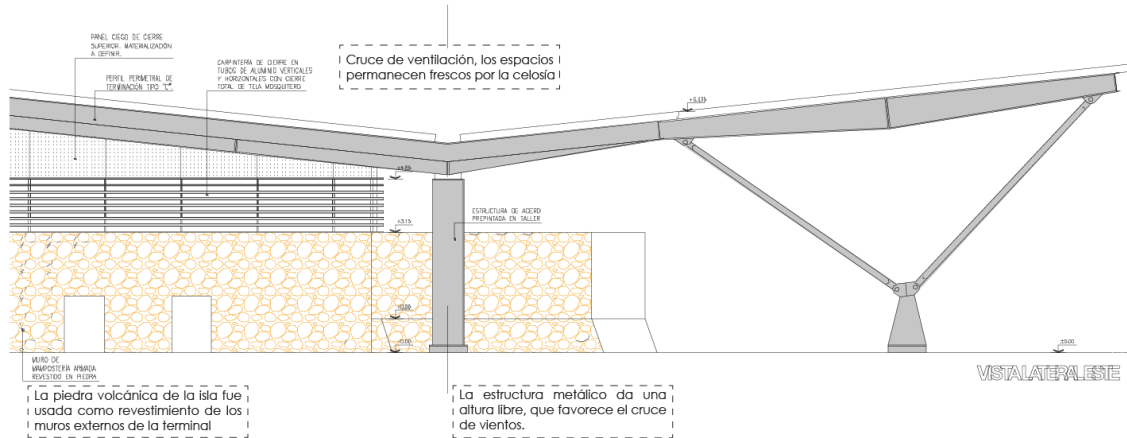 PANEL CIEGO DE CIERRE
SUPERIOR. MATERIALIZACIÓN
A DEFINIR.
PERFIL PERIMETRAL DE
TERMINACIÓN TIPO "C"
CARPINTERÍA DE CIERRE EN
TUBOS DE ALUMINIO VERTICALES
Y HORIZONTALES CON CIERRE
TOTAL DE TELA MOSQUITERO
Cruce de ventilación, los espacios
permanecen frescos por la celosía
ESTRUCTURA DE ACERO
PREPINTADA EN TALLER
+3.15
±0.00
MURO DE
MAMPOSTERÍA ARMADA
REVESTIDO EN PIEDRA
La piedra volcánica de la isla fue
usada como revestimiento de los
muros externos de la terminal
La estructura metálico da una
altura libre, que favorece el cruce
de vientos.
VISTA LATERAL ESTE